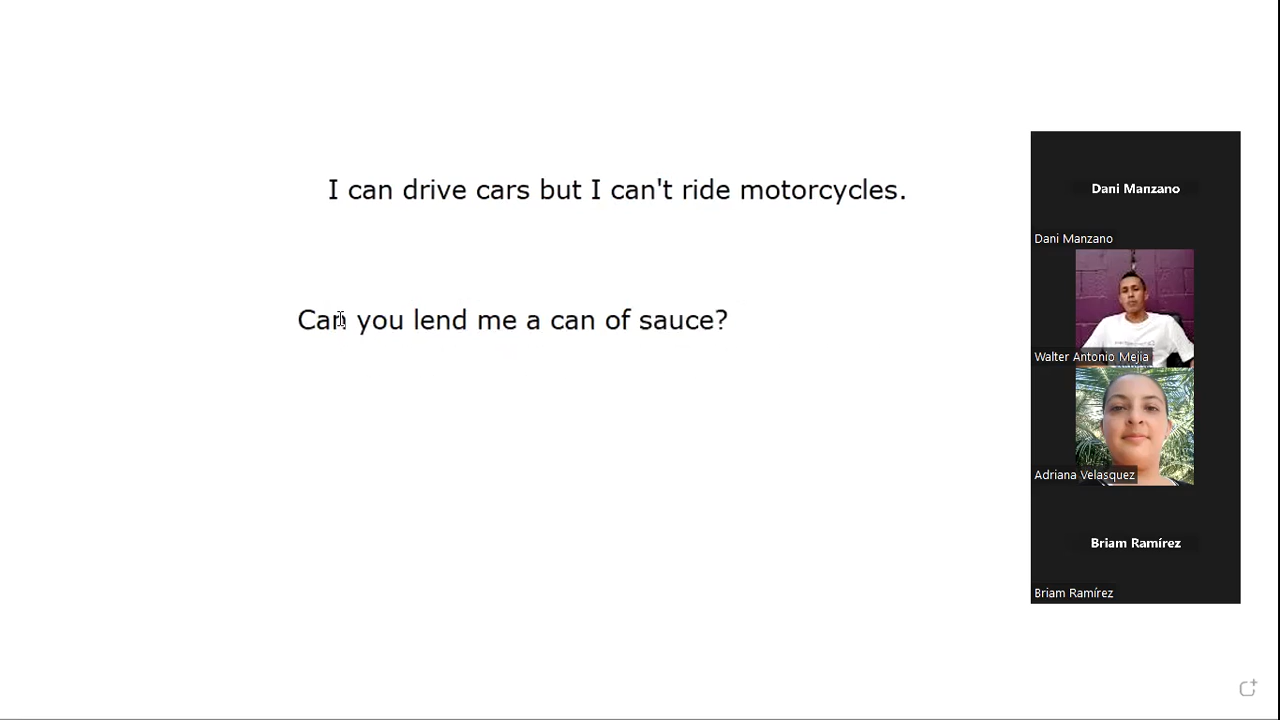 I can drive cars but I can't ride motorcycles.
Can you lend me a can of sauce?
Dani Manzano
Dani Manzano
Walter Antonio Mejia
Adriana Velasquez
Briam Ramírez
Briam Ramírez